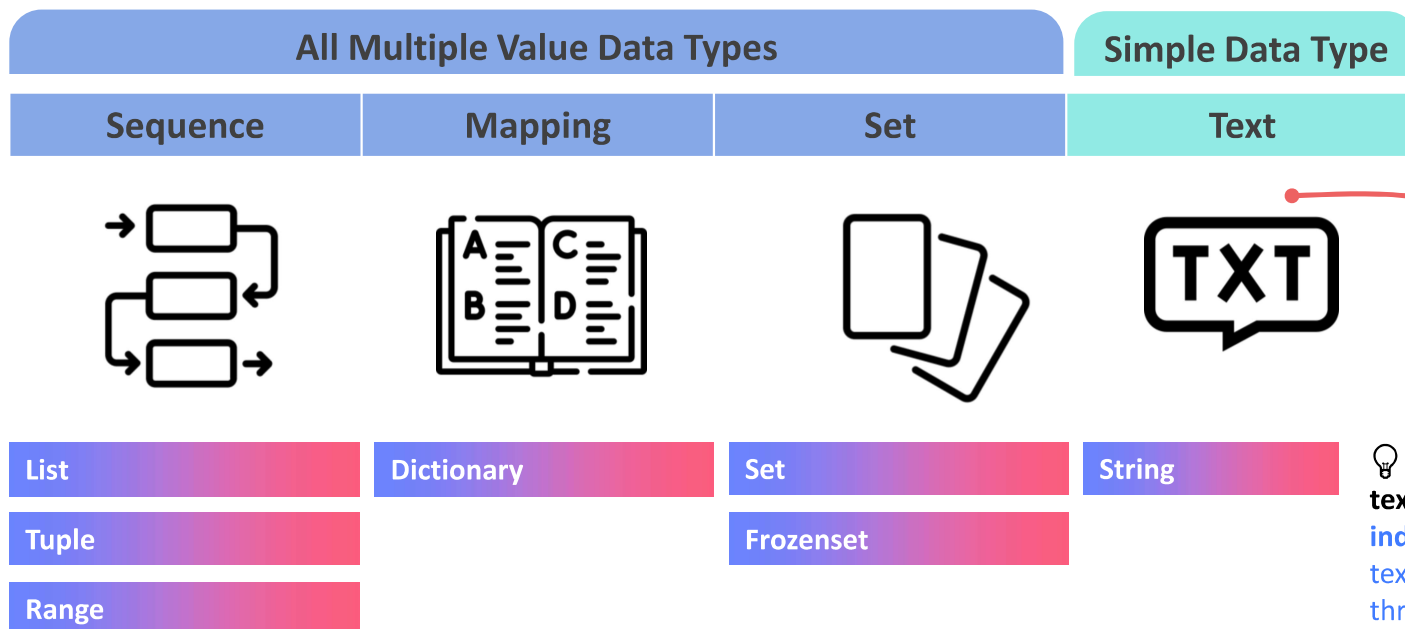 All Multiple Value Data Types
Simple Data Type
Sequence
Mapping
Set
Text
A
B
C
D
TXT
List
Dictionary
Set
String
Tuple
Frozenset
Range